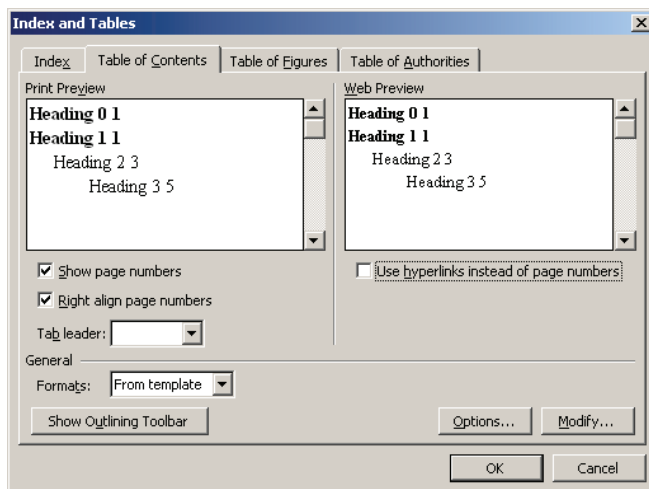 Index and Tables
Index Table of Contents Table of Figures Table of Authorities
Print Preview
Heading 0 1
Heading 1 1
Heading 2 3
Heading 3 5
Web Preview
Heading 0 1
Heading 1 1
Heading 2 3
Heading 3 5
Show page numbers
Right align page numbers
Tab leader:
Use hyperlinks instead of page numbers
General
Formats: From template
Show Outlining Toolbar
Options... Modify...
OK Cancel